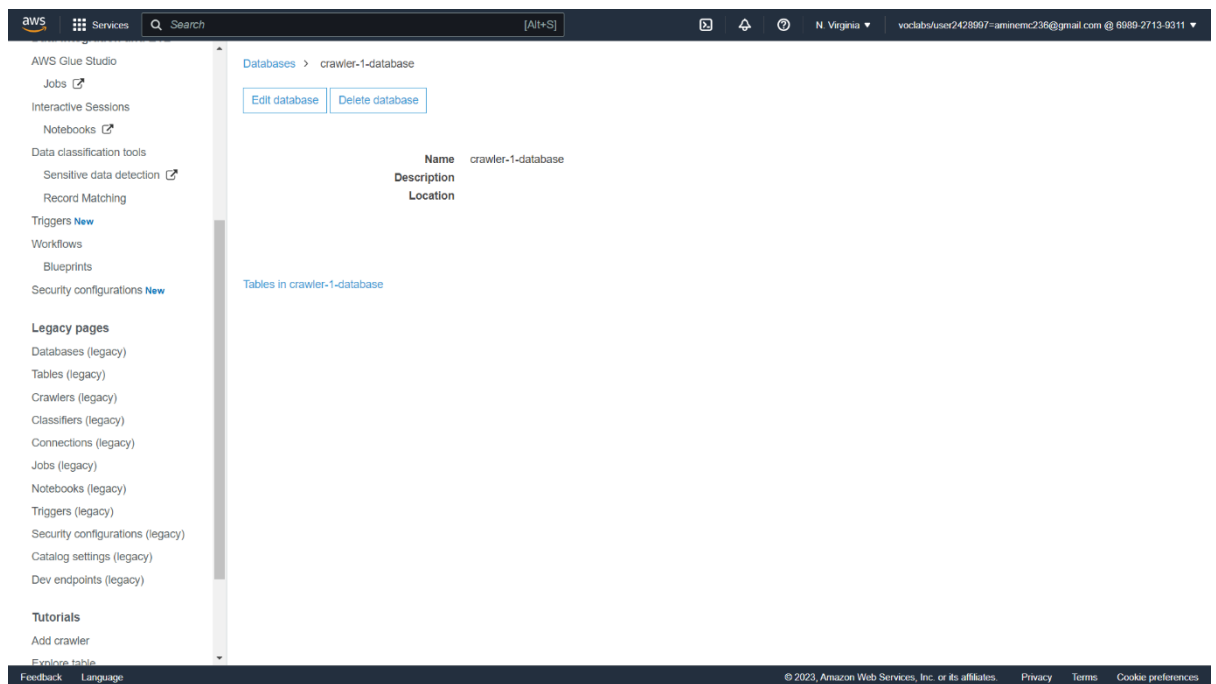 aws
Services
Search
[Alt+S]
N. Virginia
voclabs/user2428997=aminemc236@gmail.com @ 6989-2713-9311
AWS Glue Studio
Jobs
Interactive Sessions
Notebooks
Data classification tools
Sensitive data detection
Record Matching
Triggers New
Workflows
Blueprints
Security configurations New
Legacy pages
Databases (legacy)
Tables (legacy)
Crawlers (legacy)
Classifiers (legacy)
Connections (legacy)
Jobs (legacy)
Notebooks (legacy)
Triggers (legacy)
Security configurations (legacy)
Catalog settings (legacy)
Dev endpoints (legacy)
Tutorials
Add crawler
Explore table
Databases > crawler-1-database
Edit database
Delete database
Name crawler-1-database
Description
Location
Tables in crawler-1-database
Feedback Language
© 2023, Amazon Web Services, Inc. or its affiliates. Privacy Terms Cookie preferences